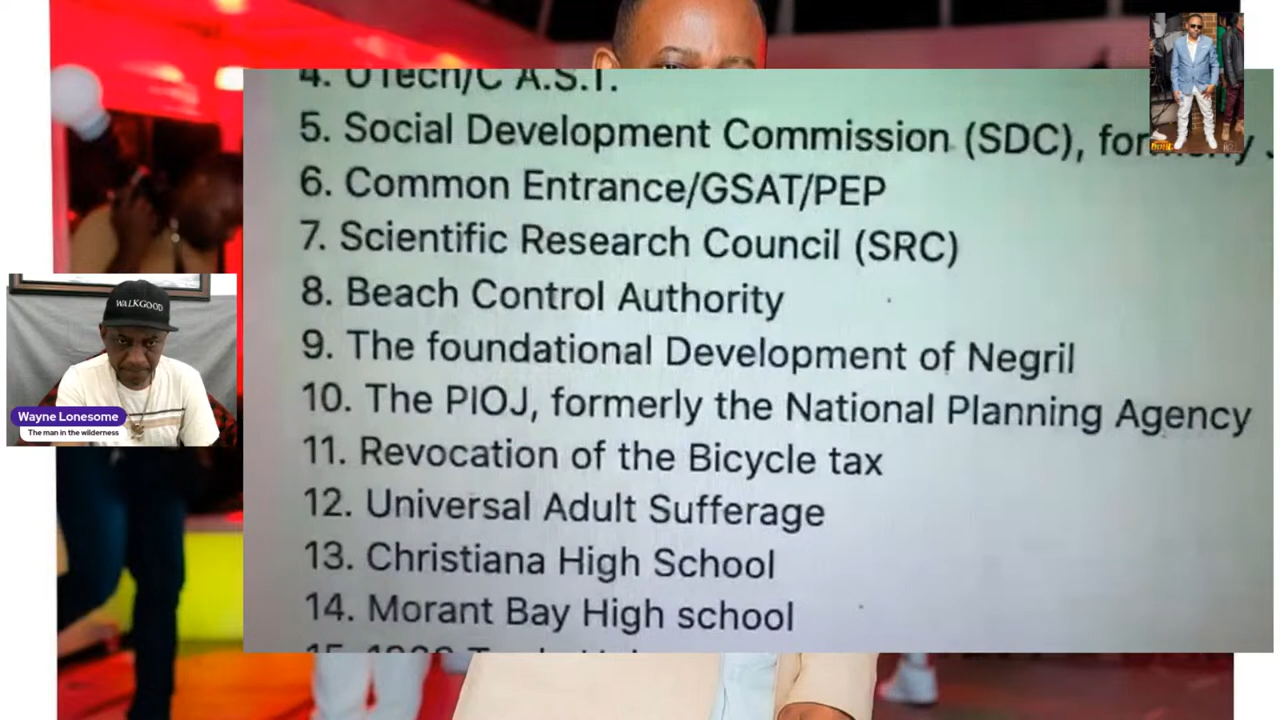 4. UTech/C A.S.T.
5. Social Development Commission (SDC), formerly
6. Common Entrance/GSAT/PEP
7. Scientific Research Council (SRC)
8. Beach Control Authority
9. The foundational Development of Negril
10. The PIOJ, formerly the National Planning Agency
11. Revocation of the Bicycle tax
12. Universal Adult Sufferage
13. Christiana High School
14. Morant Bay High school
WALKGOOD
Wayne Lonesome
The man in the wilderness